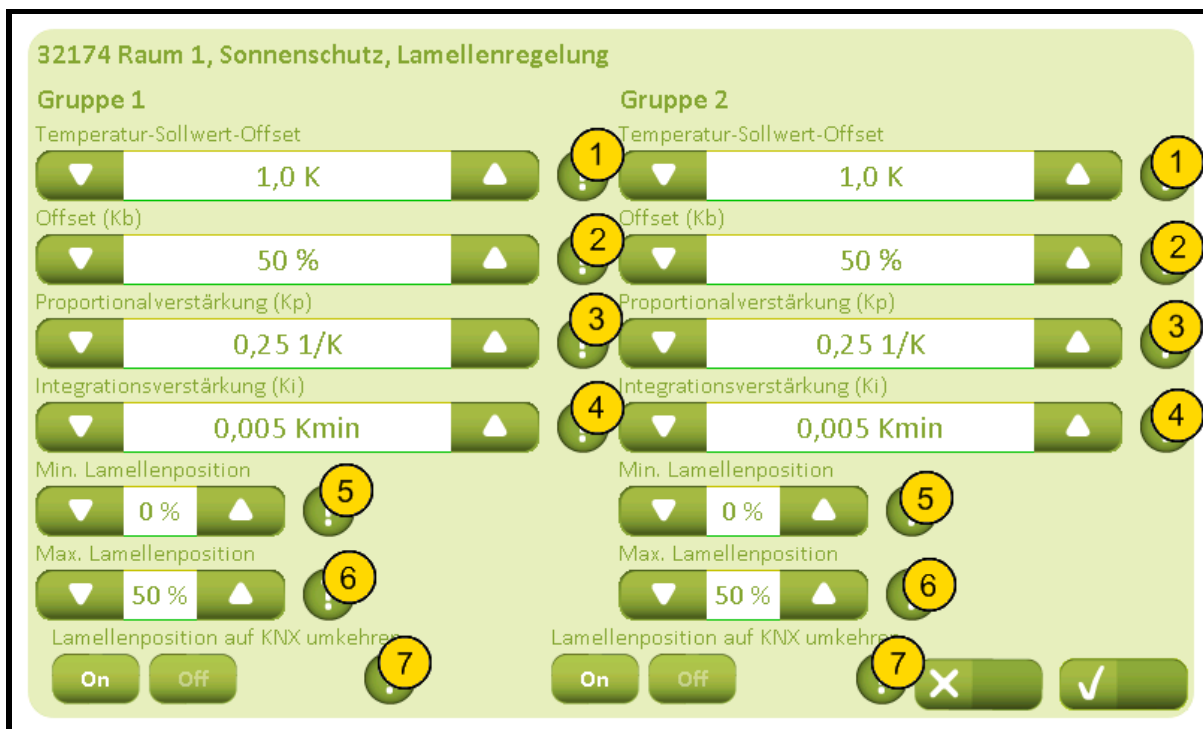 32174 Raum 1, Sonnenschutz, Lamellenregelung
Gruppe 1
Gruppe 2
Temperatur-Sollwert-Offset
Temperatur-Sollwert-Offset
1,0 K
1
1,0 K
1
Offset (Kb)
Offset (Kb)
50 %
2
50 %
2
Proportionalverstärkung (Kp)
Proportionalverstärkung (Kp)
0,25 1/K
3
0,25 1/K
3
Integrationsverstärkung (Ki)
Integrationsverstärkung (Ki)
0,005 Kmin
4
0,005 Kmin
4
Min. Lamellenposition
Min. Lamellenposition
0 %
5
0 %
5
Max. Lamellenposition
Max. Lamellenposition
50 %
6
50 %
6
Lamellenposition auf KNX umkehren
Lamellenposition auf KNX umkehren
On
Off
7
On
Off
7